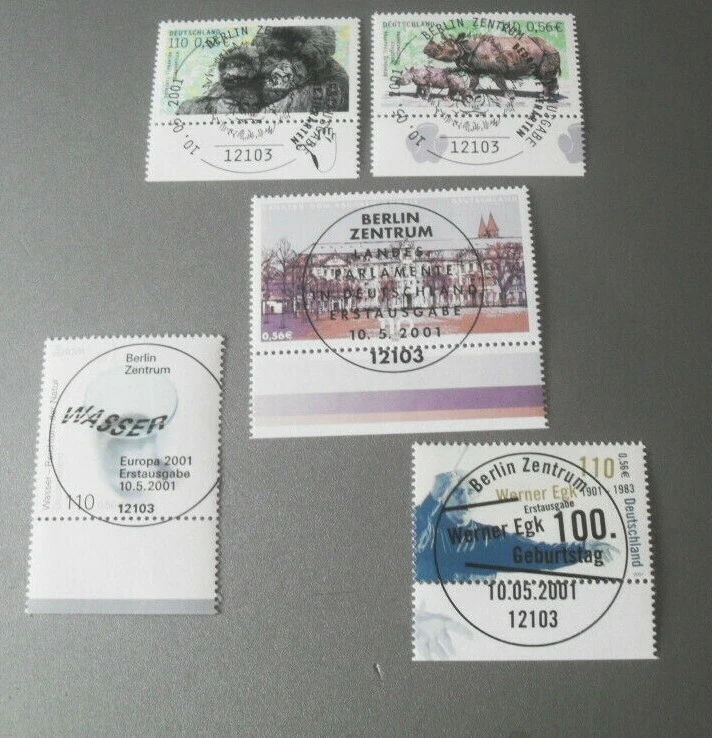 DEUTSCHLAND
110
BERLIN ZENTRUM
10.05.2001
12103
0,56€
BERLIN ZENTRUM
10.05.2001
12103
DEUTSCHLAND
BERLIN
ZENTRUM
LANDES-
PARLAMENTE
IN DEUTSCHLAND
ERSTAUSGABE
10.5.2001
12103
0,56€
Berlin
Zentrum
WASSER
Europa 2001
Erstausgabe
10.5.2001
12103
110
Berlin Zentrum
110
0,56€
Werner Egk 1901 - 1983
Deutschland
Erstausgabe
Werner Egk 100.
Geburtstag
10.05.2001
12103